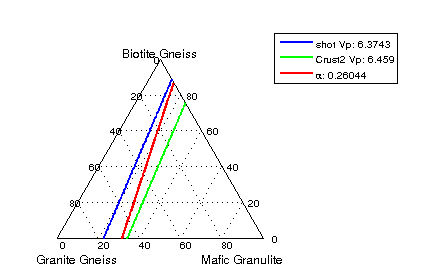 Biotite Gneiss
0
shot Vp: 6.3743
Crust2 Vp: 6.459
α: 0.26044
20 80
40 60
60 40
80 20
0
0 20 40 60 80
Granite Gneiss Mafic Granulite